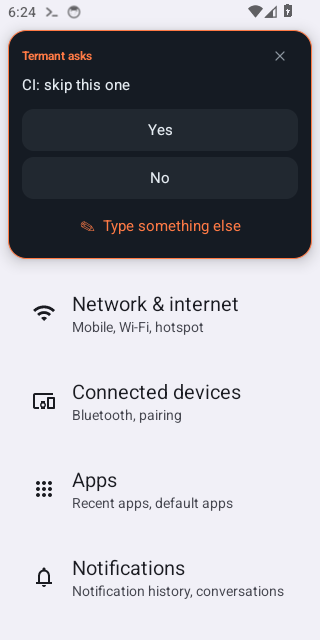 6:24
Termant asks
CI: skip this one
Yes
No
Type something else
Network & internet
Mobile, Wi-Fi, hotspot
Connected devices
Bluetooth, pairing
Apps
Recent apps, default apps
Notifications
Notification history, conversations